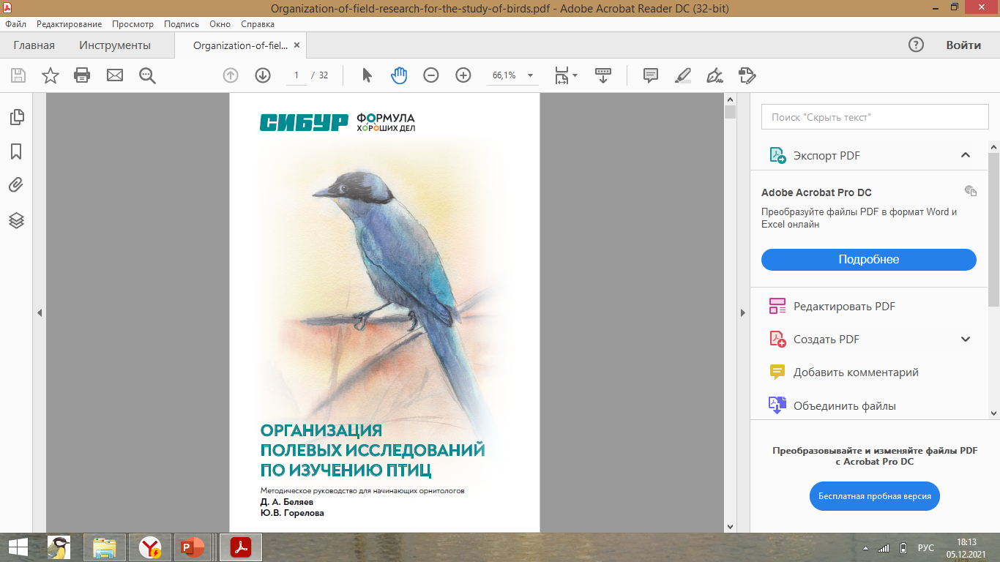 Organization-of-field-research-for-the-study-of-birds.pdf - Adobe Acrobat Reader DC (32-bit)
Файл Редактирование Просмотр Подпись Окно Справка
Главная Инструменты Organization-of-fiel... × Войти
1 / 32 66,1%
Поиск "Скрыть текст"
Экспорт PDF
Adobe Acrobat Pro DC
Преобразуйте файлы PDF в формат Word и
Excel онлайн
Подробнее
Редактировать PDF
Создать PDF
Добавить комментарий
Объединить файлы
Преобразовывайте и изменяйте файлы PDF
с Acrobat Pro DC
Бесплатная пробная версия
СИБУР ФОРМУЛА
ХОРОШИХ ДЕЛ
ОРГАНИЗАЦИЯ
ПОЛЕВЫХ ИССЛЕДОВАНИЙ
ПО ИЗУЧЕНИЮ ПТИЦ
Методическое руководство для начинающих орнитологов
Д. А. Беляев
Ю.В. Горелова
РУС
18:13
05.12.2021